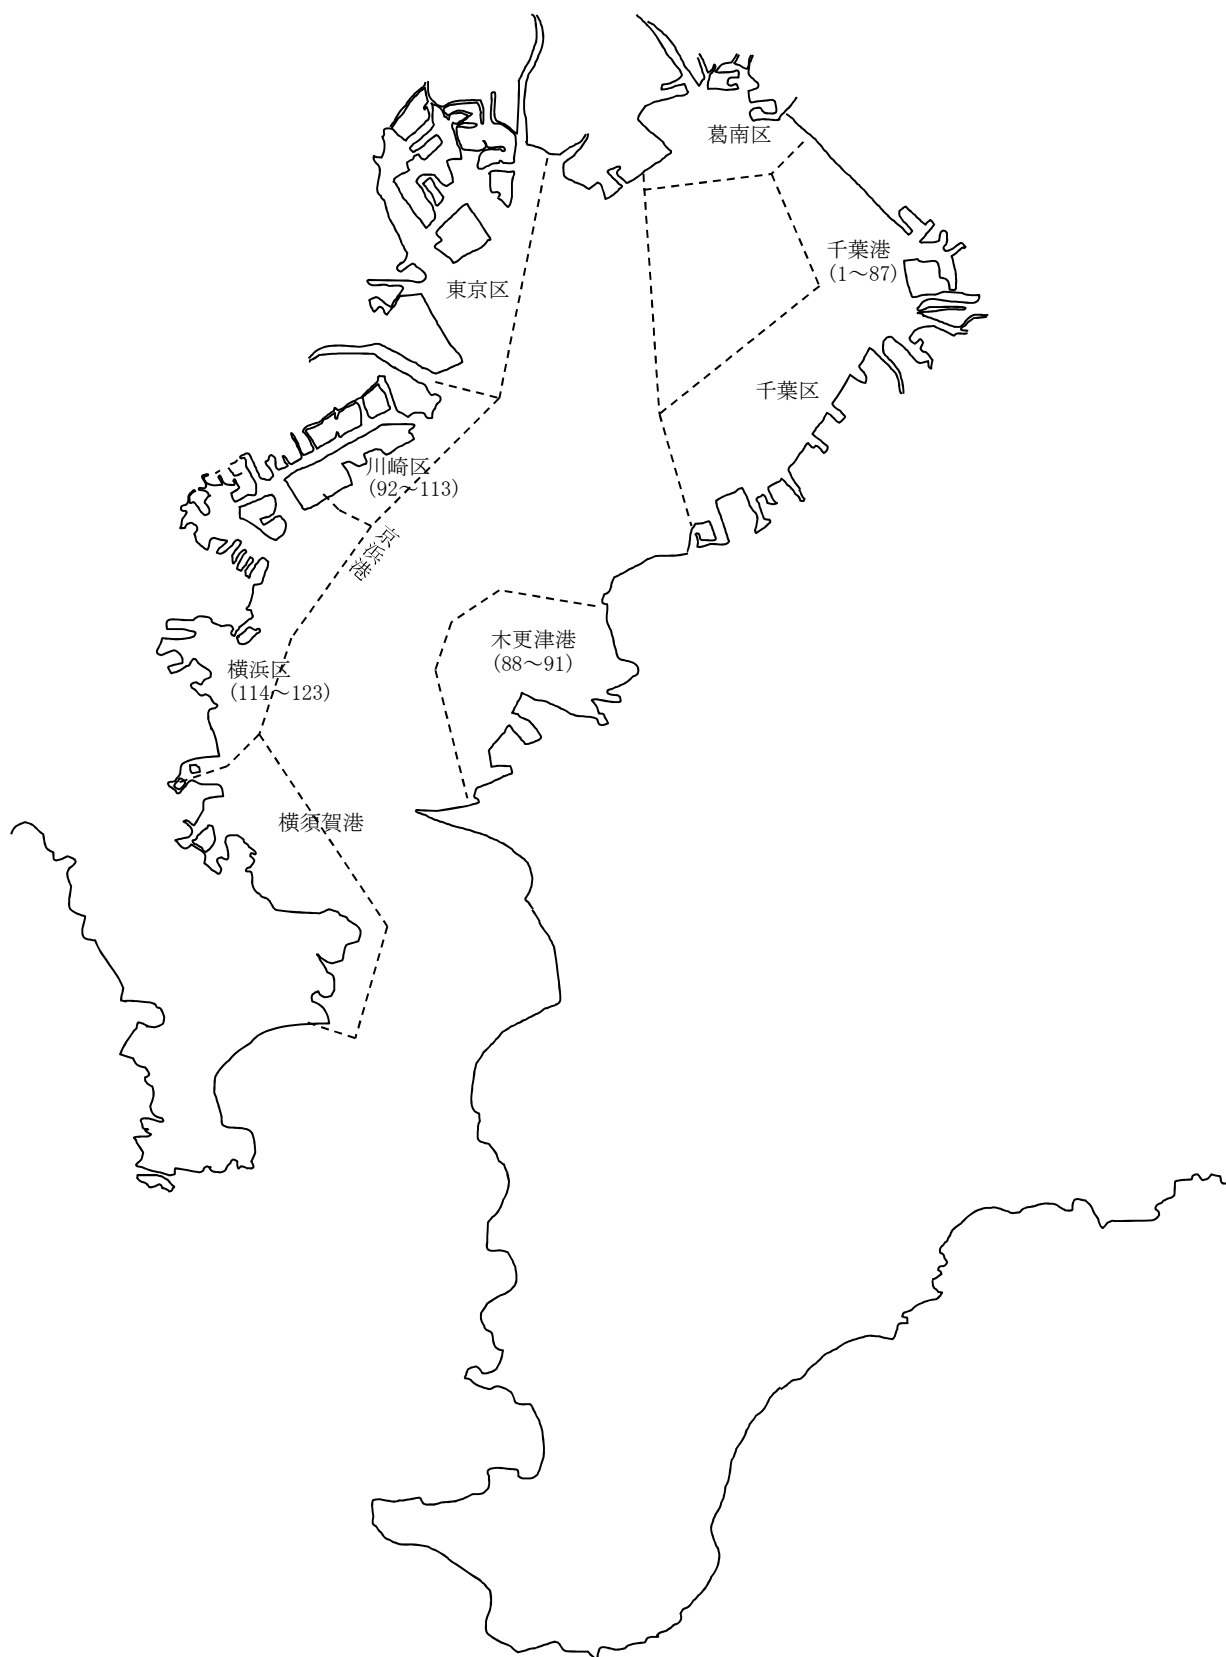 葛南区
千葉港
(1～87)
東京区
千葉区
川崎区
(92～113)
京浜港
木更津港
(88～91)
横浜区
(114～123)
横須賀港